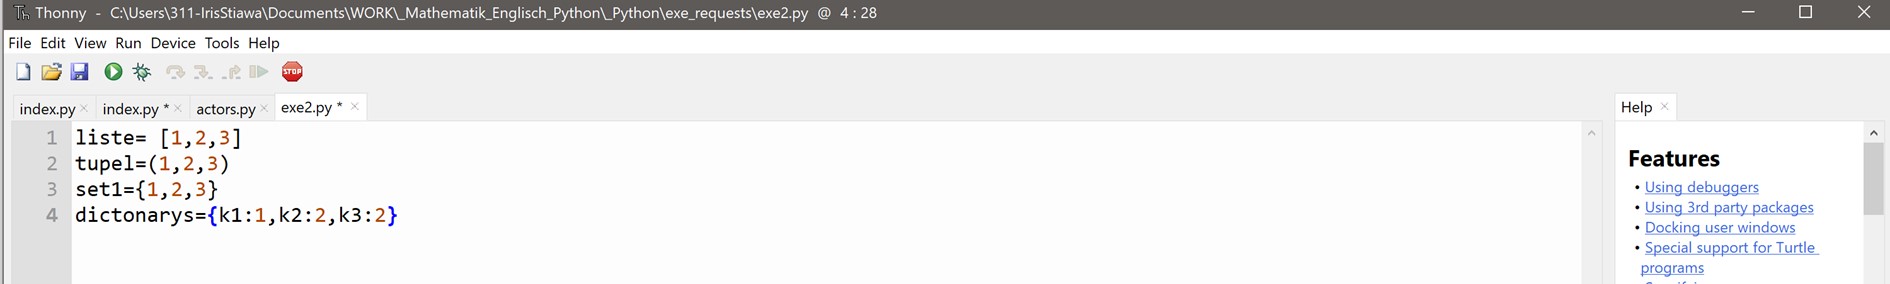 Thonny - C:\Users\311-IrisStiawa\Documents\WORK\_Mathematik_Englisch_Python\_Python\exe_requests\exe2.py @ 4 : 28
File Edit View Run Device Tools Help
STOP
index.py × index.py * × actors.py × exe2.py * ×
1 liste= [1,2,3]
2 tupel=(1,2,3)
3 set1={1,2,3}
4 dictonarys={k1:1,k2:2,k3:2}
Help ×
Features
• Using debuggers
• Using 3rd party packages
• Docking user windows
• Special support for Turtle
programs